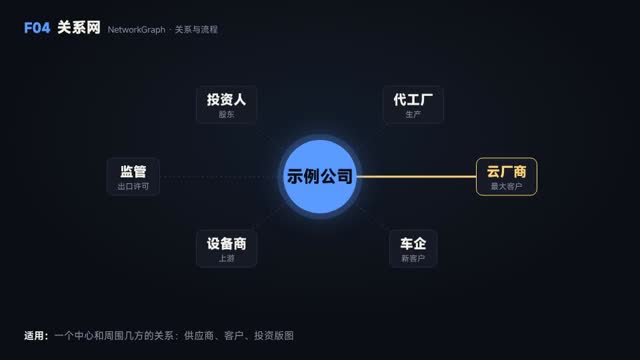 F04 关系网 NetworkGraph · 关系与流程
投资人
股东
代工厂
生产
监管
出口许可
示例公司
云厂商
最大客户
设备商
上游
车企
新客户
适用：一个中心和周围几方的关系：供应商、客户、投资版图